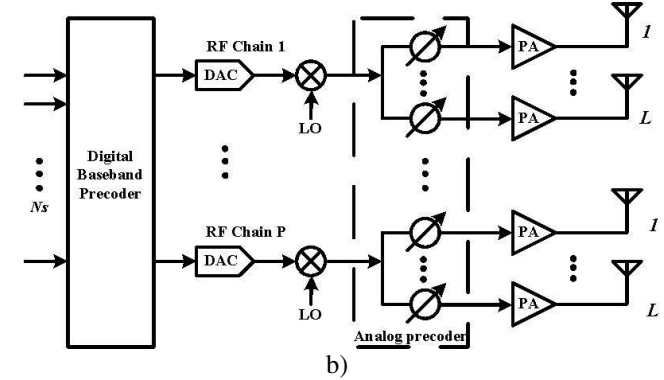 RF Chain 1
DAC
LO
PA
1
PA
L
Digital
Baseband
Precoder
Ns
RF Chain P
DAC
LO
PA
1
PA
L
Analog precoder
b)